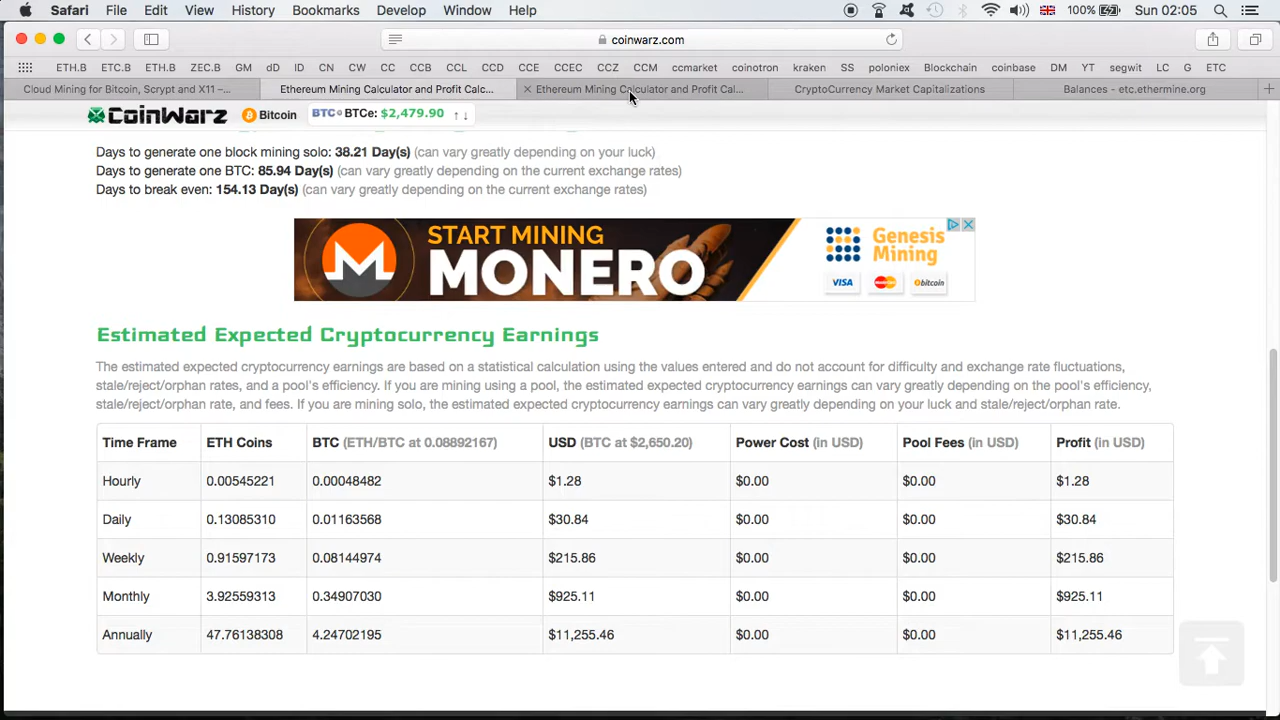 Safari File Edit View History Bookmarks Develop Window Help 100% Sun 02:05
coinwarz.com
ETH.B ETC.B ETH.B ZEC.B GM dD ID CN CW CC CCB CCL CCD CCE CCEC CCZ CCM ccmarket coinotron kraken SS poloniex Blockchain coinbase DM YT segwit LC G ETC
Cloud Mining for Bitcoin, Scrypt and X11 –... Ethereum Mining Calculator and Profit Calc... Ethereum Mining Calculator and Profit Cal... CryptoCurrency Market Capitalizations Balances - etc.ethermine.org
CoinWarz Bitcoin BTC BTCe: $2,479.90 ↑↓
Days to generate one block mining solo: 38.21 Day(s) (can vary greatly depending on your luck)
Days to generate one BTC: 85.94 Day(s) (can vary greatly depending on the current exchange rates)
Days to break even: 154.13 Day(s) (can vary greatly depending on the current exchange rates)
START MINING
MONERO
Genesis
Mining
VISA MasterCard bitcoin
Estimated Expected Cryptocurrency Earnings
The estimated expected cryptocurrency earnings are based on a statistical calculation using the values entered and do not account for difficulty and exchange rate fluctuations,
stale/reject/orphan rates, and a pool's efficiency. If you are mining using a pool, the estimated expected cryptocurrency earnings can vary greatly depending on the pool's efficiency,
stale/reject/orphan rate, and fees. If you are mining solo, the estimated expected cryptocurrency earnings can vary greatly depending on your luck and stale/reject/orphan rate.
Time Frame ETH Coins BTC (ETH/BTC at 0.08892167) USD (BTC at $2,650.20) Power Cost (in USD) Pool Fees (in USD) Profit (in USD)
Hourly 0.00545221 0.00048482 $1.28 $0.00 $0.00 $1.28
Daily 0.13085310 0.01163568 $30.84 $0.00 $0.00 $30.84
Weekly 0.91597173 0.08144974 $215.86 $0.00 $0.00 $215.86
Monthly 3.92559313 0.34907030 $925.11 $0.00 $0.00 $925.11
Annually 47.76138308 4.24702195 $11,255.46 $0.00 $0.00 $11,255.46